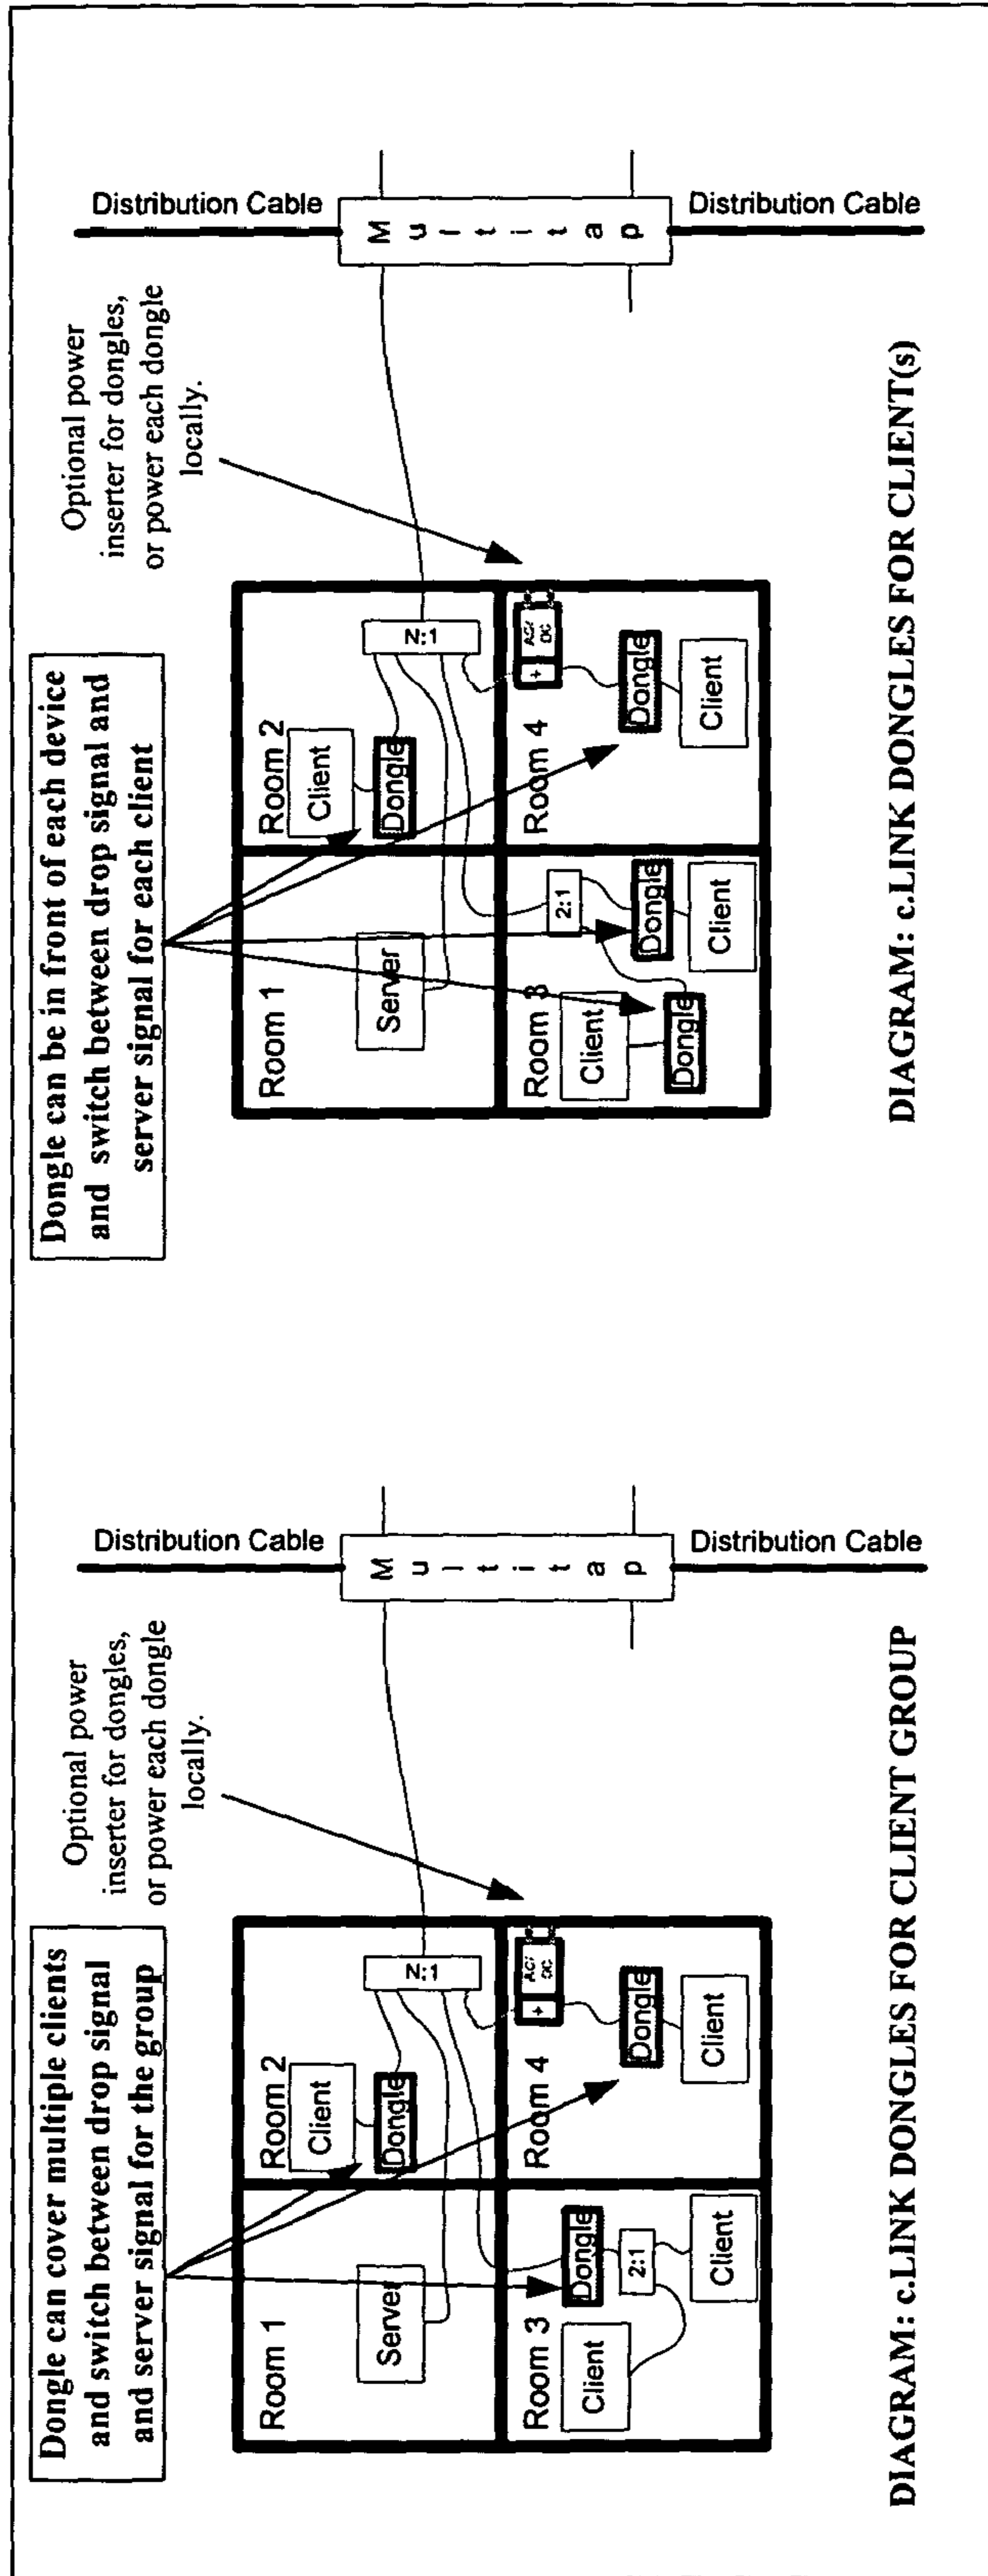 Dongle can cover multiple clients
and switch between drop signal
and server signal for the group
Optional power
inserter for dongles,
or power each dongle
locally.
Distribution Cable
Multitap
Distribution Cable
Room 1
Server
Room 2
Client
Dongle
N:1
Room 3
Client
Dongle
2:1
Client
Room 4
+
AC/
DC
Dongle
Client
DIAGRAM: c.LINK DONGLES FOR CLIENT GROUP
Dongle can be in front of each device
and switch between drop signal and
server signal for each client
Optional power
inserter for dongles,
or power each dongle
locally.
Distribution Cable
Multitap
Distribution Cable
Room 1
Server
Room 2
Client
Dongle
N:1
Room 3
Client
Dongle
2:1
Dongle
Client
Room 4
+
AC/
DC
Dongle
Client
DIAGRAM: c.LINK DONGLES FOR CLIENT(s)